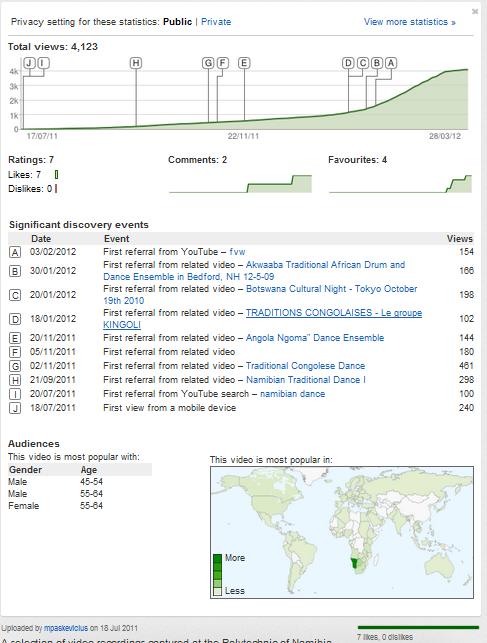 Privacy setting for these statistics: Public | Private View more statistics »
Total views: 4,123
J I H G F E D C B A
4k
3k
2k
1k
0
17/07/11 22/11/11 28/03/12
Ratings: 7 Comments: 2 Favourites: 4
Likes: 7
Dislikes: 0
Significant discovery events
Date Event Views
A 03/02/2012 First referral from YouTube – fvw 154
B 30/01/2012 First referral from related video – Akwaaba Traditional African Drum and
Dance Ensemble in Bedford, NH 12-5-09 166
C 20/01/2012 First referral from related video – Botswana Cultural Night - Tokyo October
19th 2010 198
D 18/01/2012 First referral from related video – TRADITIONS CONGOLAISES - Le groupe
KINGOLI 102
E 20/11/2011 First referral from related video – Angola Ngoma" Dance Ensemble 144
F 05/11/2011 First referral from related video 180
G 02/11/2011 First referral from related video – Traditional Congolese Dance 461
H 21/09/2011 First referral from related video – Namibian Traditional Dance I 298
I 20/07/2011 First referral from YouTube search – namibian dance 100
J 18/07/2011 First view from a mobile device 240
Audiences
This video is most popular with: This video is most popular in:
Gender Age
Male 45-54
Male 55-64
Female 55-64
More
Less
Uploaded by mpaskevicius on 18 Jul 2011
7 likes, 0 dislikes
A selection of video recordings captured at the Polytechnic of Namibia